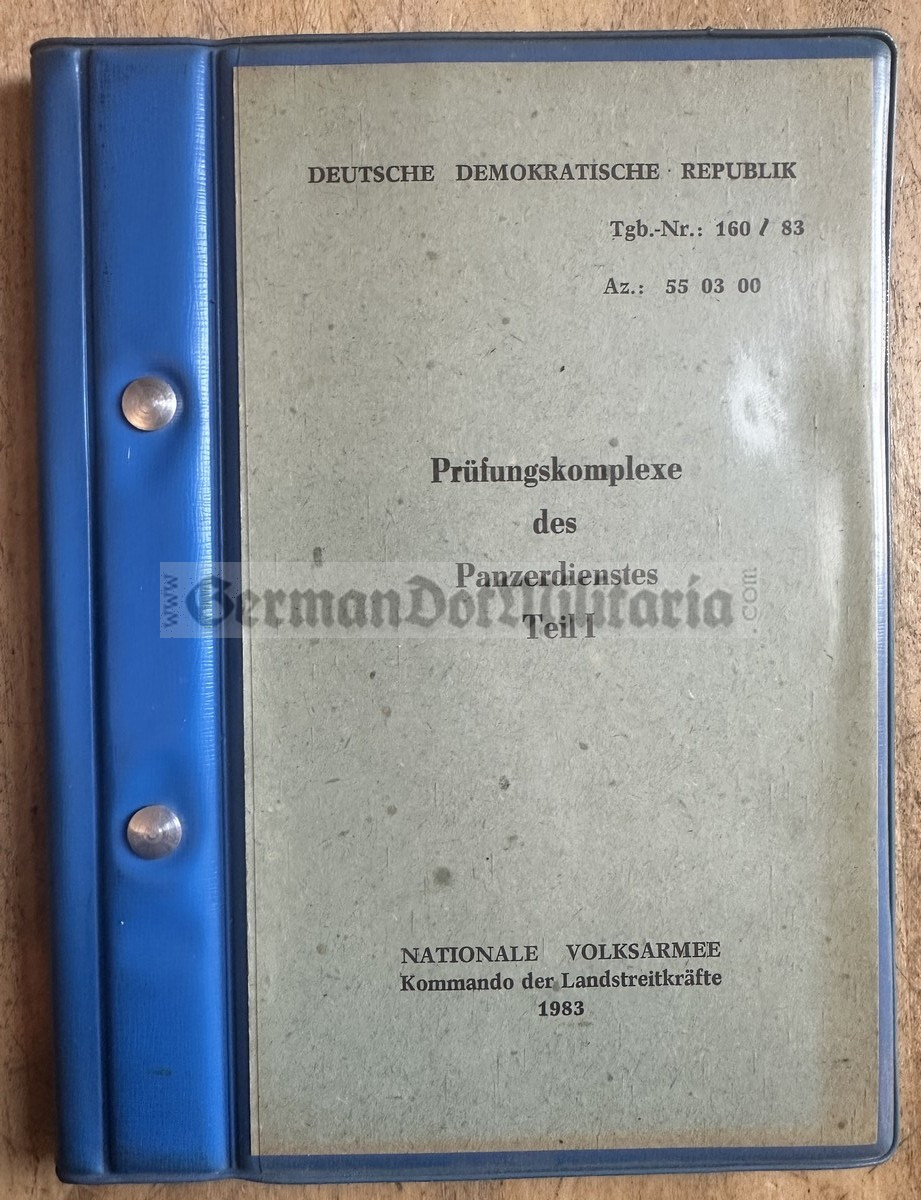 DEUTSCHE DEMOKRATISCHE REPUBLIK
Tgb.-Nr.: 160 / 83
Az.: 55 03 00
Prüfungskomplexe
des
Panzerdienstes
www.GermanDotMilitaria.com
Teil I
NATIONALE VOLKSARMEE
Kommando der Landstreitkräfte
1983